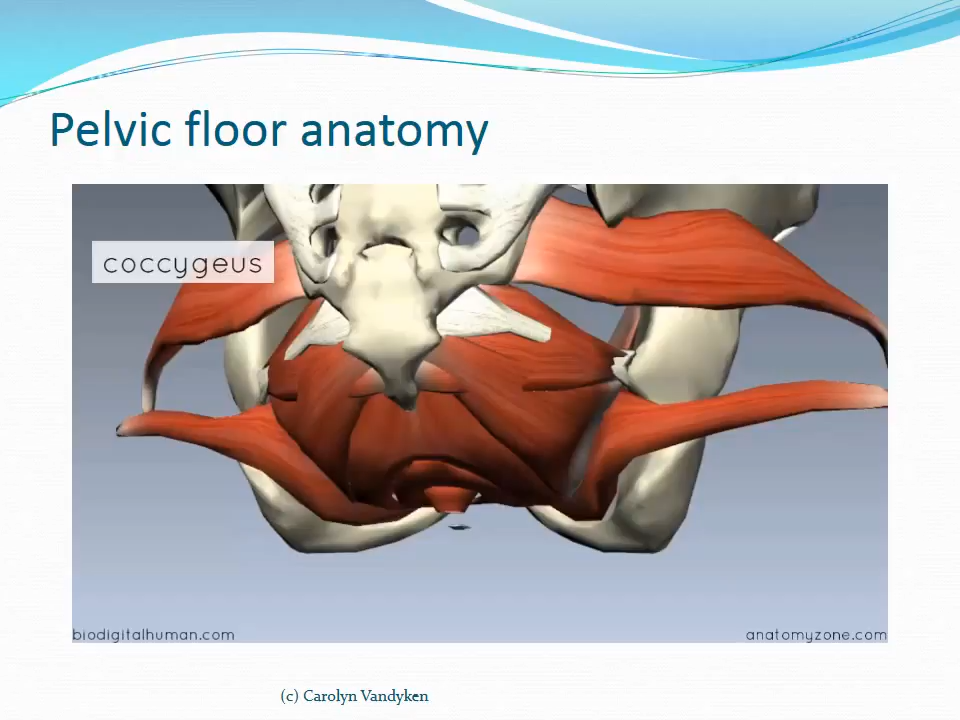 Pelvic floor anatomy
coccygeus
biodigitalhuman.com
anatomyzone.com
(c) Carolyn Vandyken